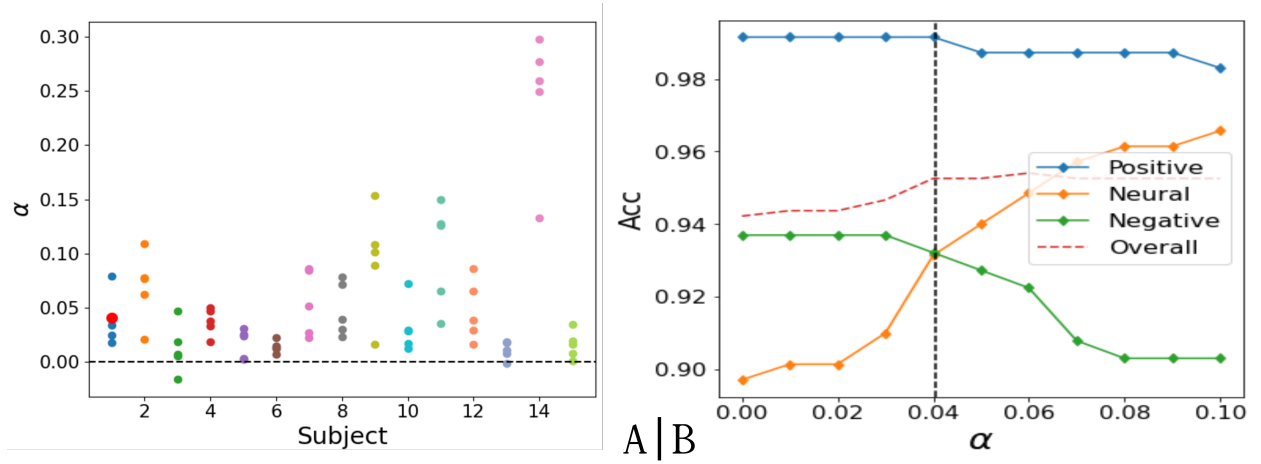 0.30
0.25
0.20
0.15
0.10
0.05
0.00
α
2 4 6 8 10 12 14
Subject
A|B
0.98
0.96
0.94
0.92
0.90
Acc
0.00 0.02 0.04 0.06 0.08 0.10
α
Positive
Neural
Negative
Overall